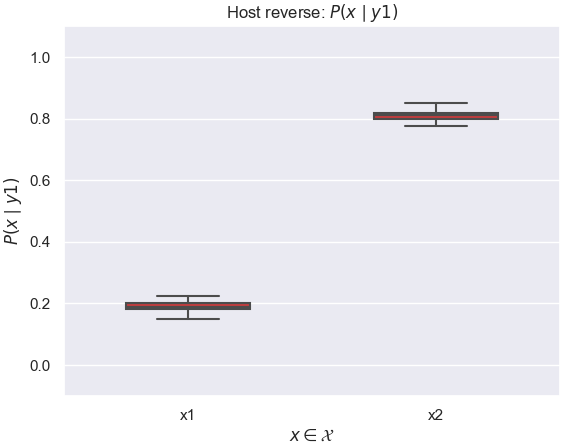 Host reverse: P(x | y1)
1.0
0.8
0.6
0.4
0.2
0.0
P(x | y1)
x1 x2
x ∈ 𝒳